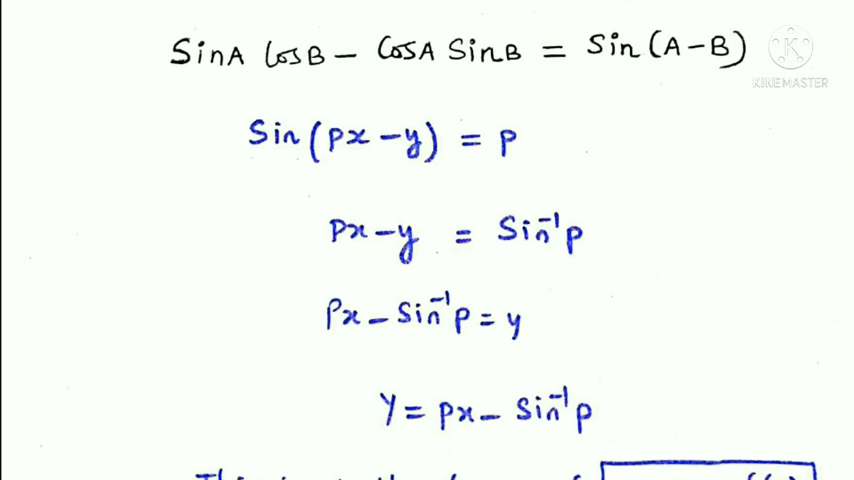 SinA CosB – CosA SinB = Sin(A–B)
KINEMASTER
Sin(px–y) = p
px–y = Sin⁻¹p
Px – Sin⁻¹p = y
Y = px – Sin⁻¹p